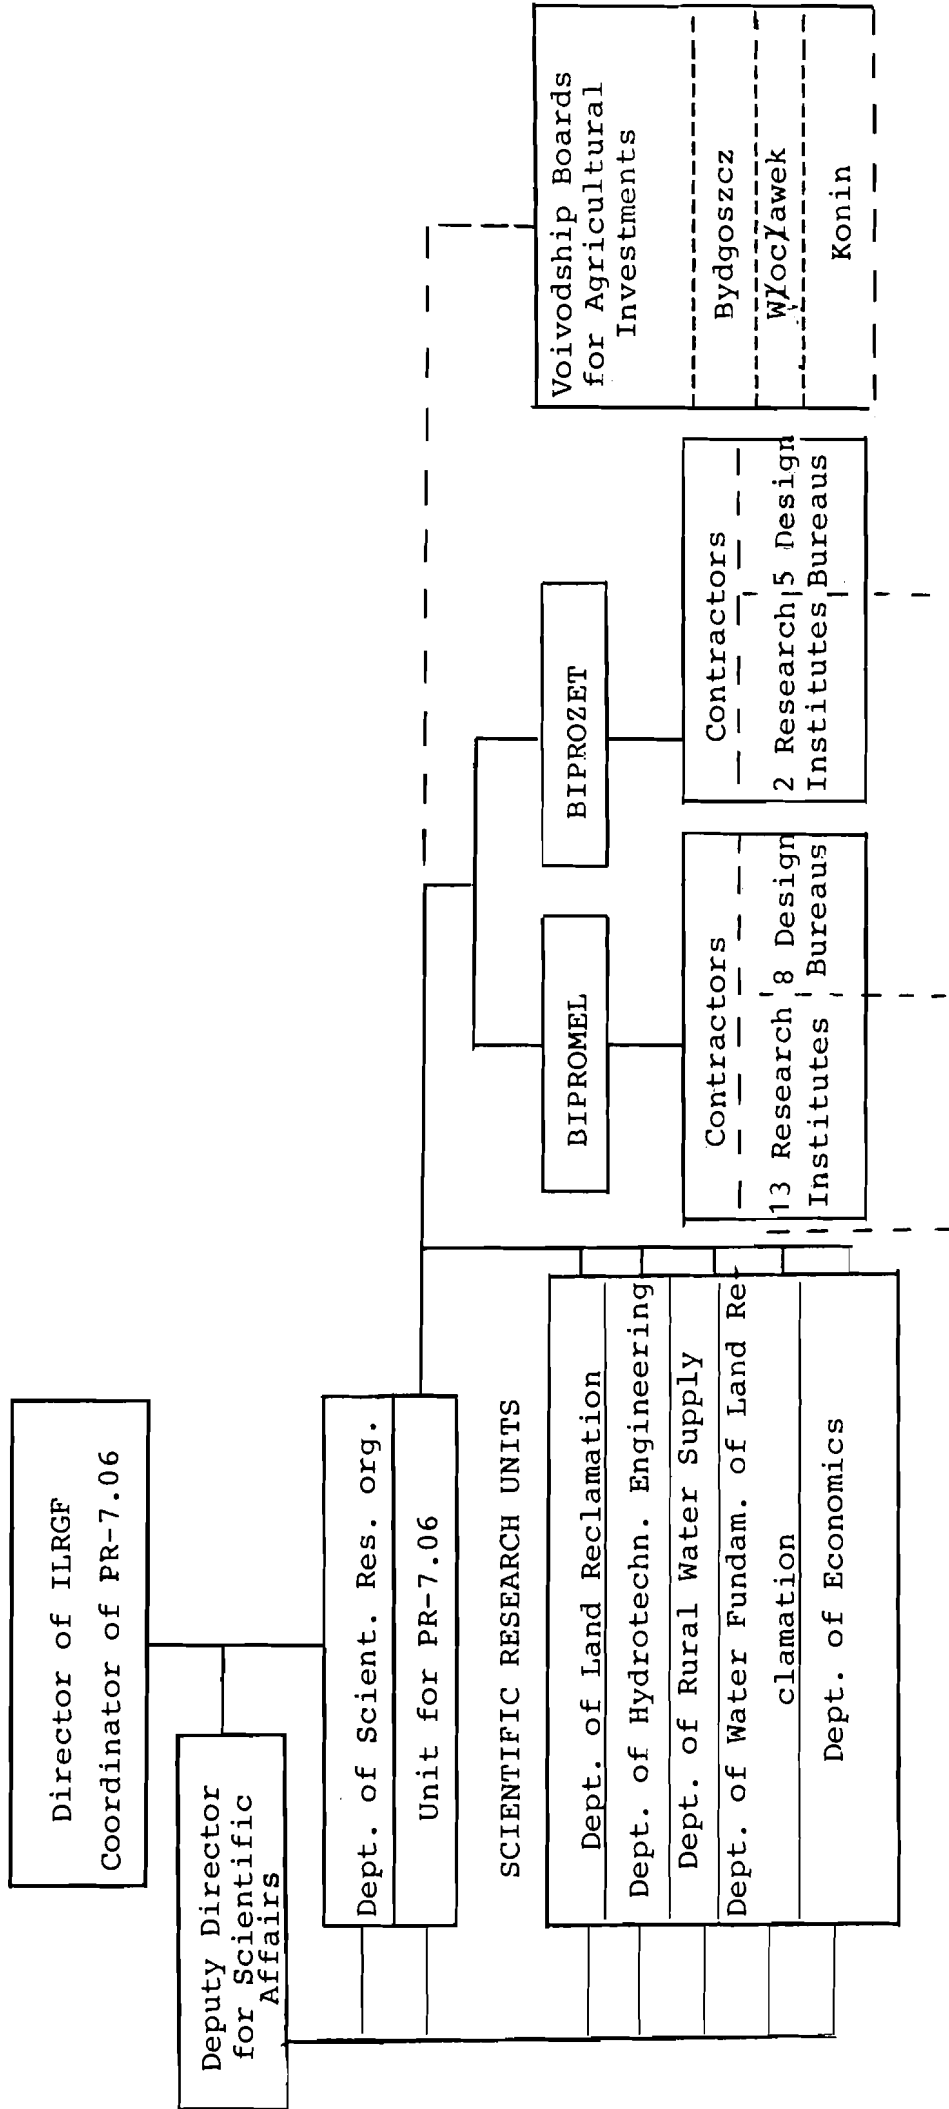 Director of ILRGF
Coordinator of PR-7.06
Deputy Director
for Scientific
Affairs
Dept. of Scient. Res. org.
Unit for PR-7.06
SCIENTIFIC RESEARCH UNITS
Dept. of Land Reclamation
Dept. of Hydrotechn. Engineering
Dept. of Rural Water Supply
Dept. of Water Fundam. of Land Re-
clamation
Dept. of Economics
BIPROMEL
Contractors
13 Research
Institutes
8 Design
Bureaus
BIPROZET
Contractors
2 Research
Institutes
5 Design
Bureaus
Voivodship Boards
for Agricultural
Investments
Bydgoszcz
Włocławek
Konin